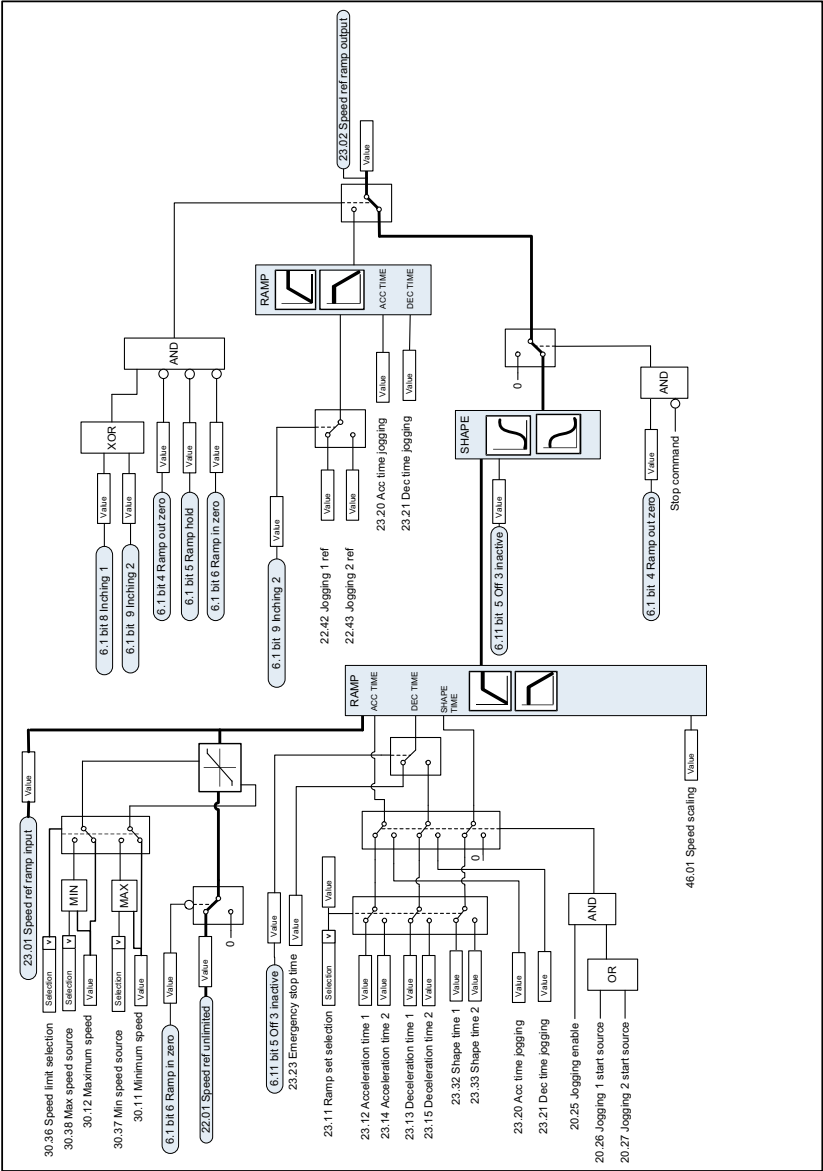 23.01 Speed ref ramp input
Value
30.36 Speed limit selection
Selection
v
30.38 Max speed source
Selection
v
MIN
30.12 Maximum speed
Value
30.37 Min speed source
Selection
v
MAX
30.11 Minimum speed
Value
6.1 bit 6 Ramp in zero
Value
22.01 Speed ref unlimited
Value
0
6.11 bit 5 Off 3 inactive
Value
23.23 Emergency stop time
Value
23.11 Ramp set selection
Selection
v
Value
23.12 Acceleration time 1
Value
23.14 Acceleration time 2
Value
23.13 Deceleration time 1
Value
23.15 Deceleration time 2
Value
23.32 Shape time 1
Value
23.33 Shape time 2
Value
0
23.20 Acc time jogging
Value
23.21 Dec time jogging
Value
20.25 Jogging enable
AND
20.26 Jogging 1 start source
OR
20.27 Jogging 2 start source
RAMP
ACC TIME
DEC TIME
SHAPE
TIME
46.01 Speed scaling
Value
6.1 bit 8 Inching 1
Value
6.1 bit 9 Inching 2
Value
XOR
6.1 bit 4 Ramp out zero
Value
6.1 bit 5 Ramp hold
Value
6.1 bit 6 Ramp in zero
Value
AND
6.1 bit 9 Inching 2
Value
22.42 Jogging 1 ref
Value
22.43 Jogging 2 ref
Value
23.20 Acc time jogging
Value
23.21 Dec time jogging
Value
RAMP
ACC TIME
DEC TIME
SHAPE
6.11 bit 5 Off 3 inactive
Value
0
6.1 bit 4 Ramp out zero
Value
Stop command
AND
23.02 Speed ref ramp output
Value